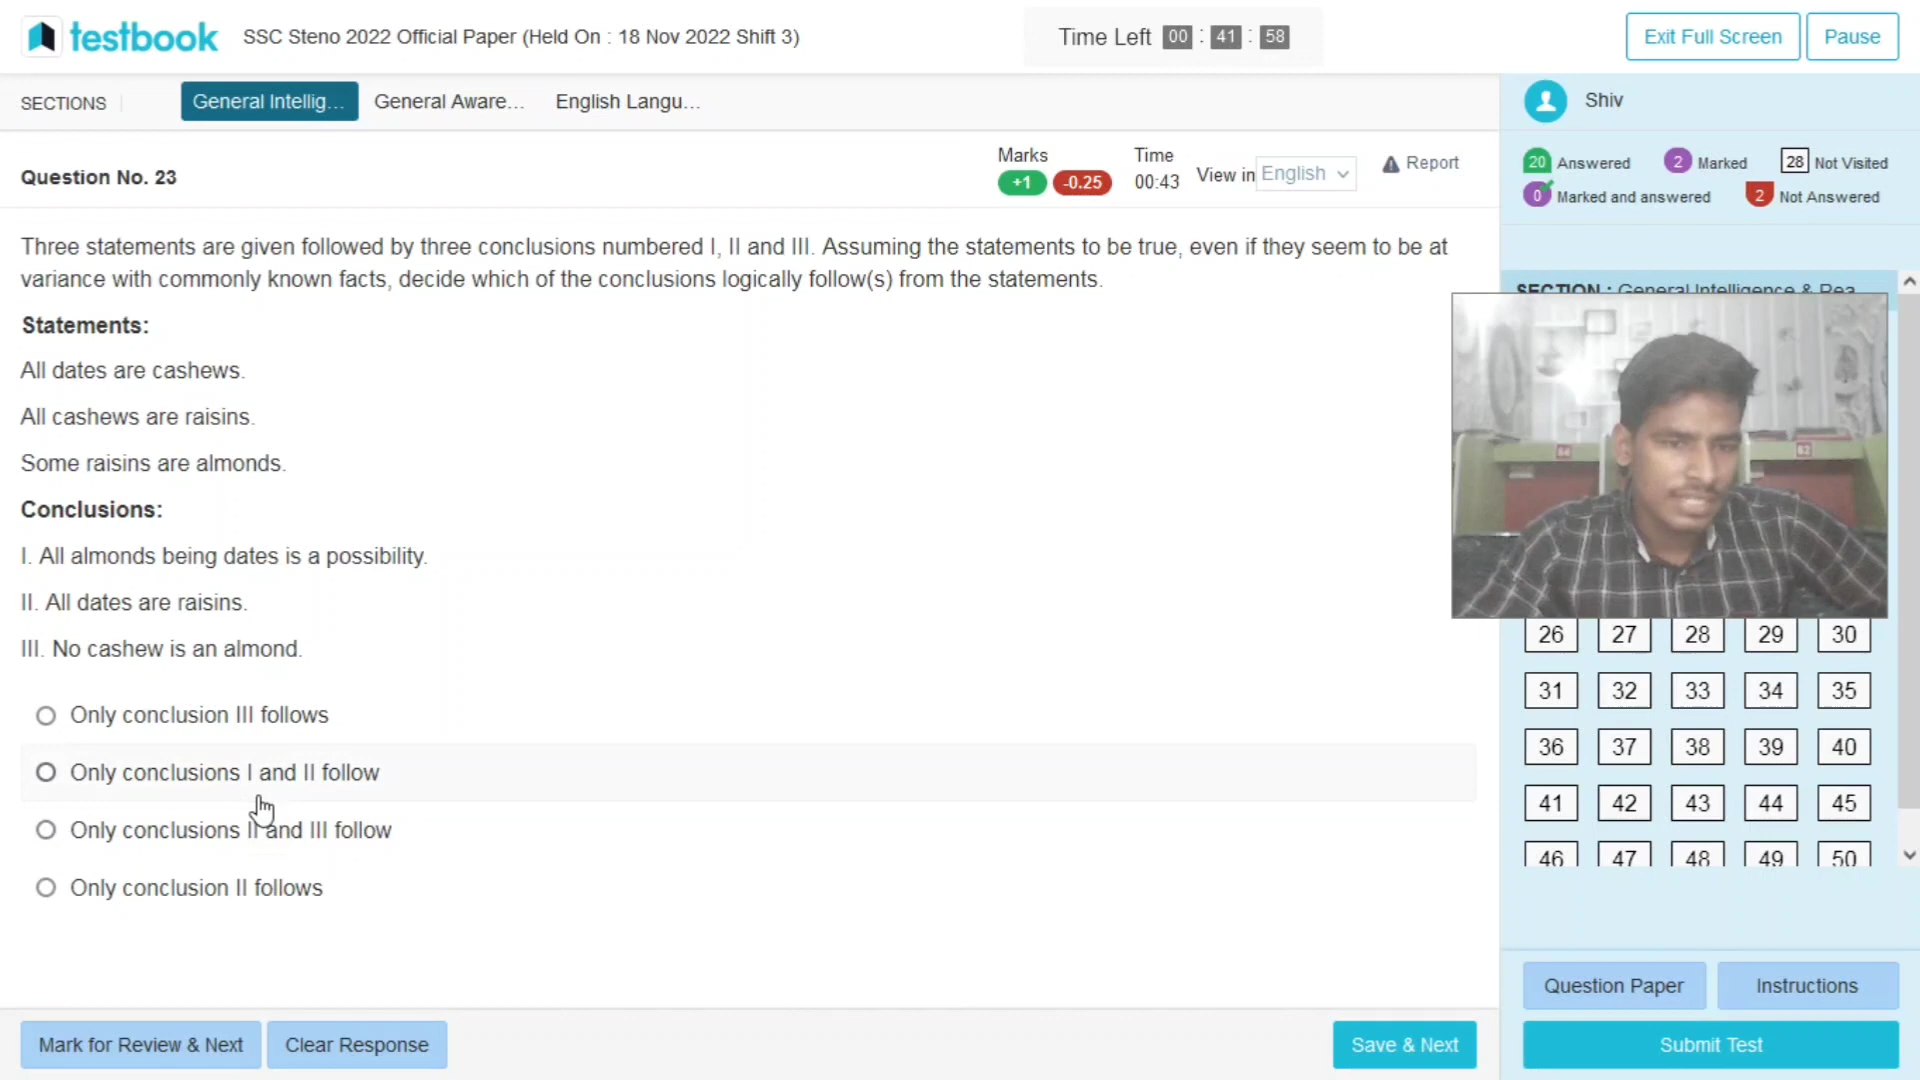 testbook SSC Steno 2022 Official Paper (Held On : 18 Nov 2022 Shift 3) Time Left 00 : 41 : 58 Exit Full Screen Pause
SECTIONS General Intellig... General Aware... English Langu...
Shiv
Question No. 23
Marks
+1 -0.25
Time
00:43
View in English
Report
20 Answered 2 Marked 28 Not Visited
0 Marked and answered 2 Not Answered
SECTION : General Intelligence & Rea
Three statements are given followed by three conclusions numbered I, II and III. Assuming the statements to be true, even if they seem to be at
variance with commonly known facts, decide which of the conclusions logically follow(s) from the statements.
Statements:
All dates are cashews.
All cashews are raisins.
Some raisins are almonds.
Conclusions:
I. All almonds being dates is a possibility.
II. All dates are raisins.
III. No cashew is an almond.
Only conclusion III follows
Only conclusions I and II follow
Only conclusions II and III follow
Only conclusion II follows
26 27 28 29 30
31 32 33 34 35
36 37 38 39 40
41 42 43 44 45
46 47 48 49 50
Question Paper Instructions
Mark for Review & Next Clear Response Save & Next Submit Test